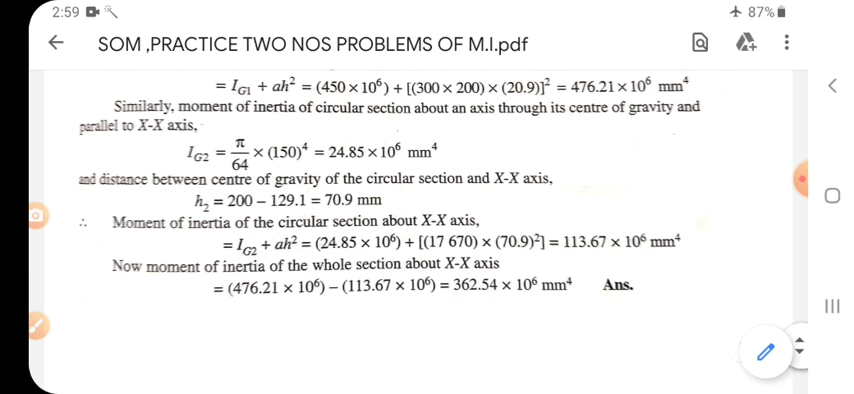 2:59
87%
SOM ,PRACTICE TWO NOS PROBLEMS OF M.I.pdf
= I_G1 + ah² = (450 × 10⁶) + [(300 × 200) × (20.9)]² = 476.21 × 10⁶ mm⁴
Similarly, moment of inertia of circular section about an axis through its centre of gravity and
parallel to X-X axis,
I_G2 = π/64 × (150)⁴ = 24.85 × 10⁶ mm⁴
and distance between centre of gravity of the circular section and X-X axis,
h₂ = 200 – 129.1 = 70.9 mm
∴ Moment of inertia of the circular section about X-X axis,
= I_G2 + ah² = (24.85 × 10⁶) + [(17 670) × (70.9)²] = 113.67 × 10⁶ mm⁴
Now moment of inertia of the whole section about X-X axis
= (476.21 × 10⁶) – (113.67 × 10⁶) = 362.54 × 10⁶ mm⁴ Ans.